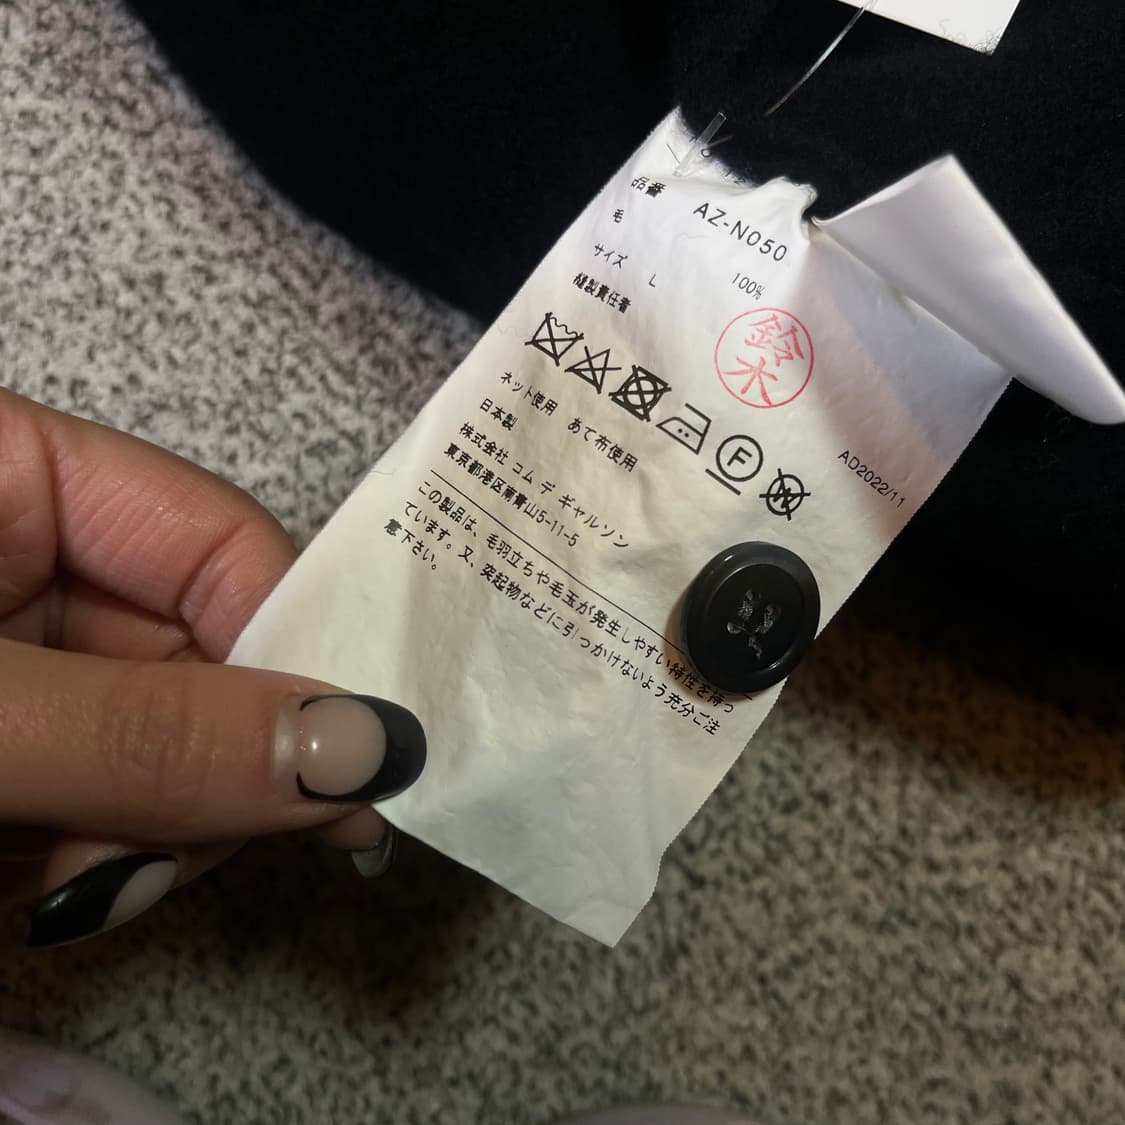 品番 AZ-N050
毛 100%
サイズ L
縫製責任者
鈴木
F
W
ネット使用 あて布使用
日本製
株式会社 コム デ ギャルソン
東京都港区南青山5-11-5
AD2022/11
この製品は、毛羽立ちや毛玉が発生しやすい特性を持っ
ています。又、突起物などに引っかけないよう充分ご注
意下さい。